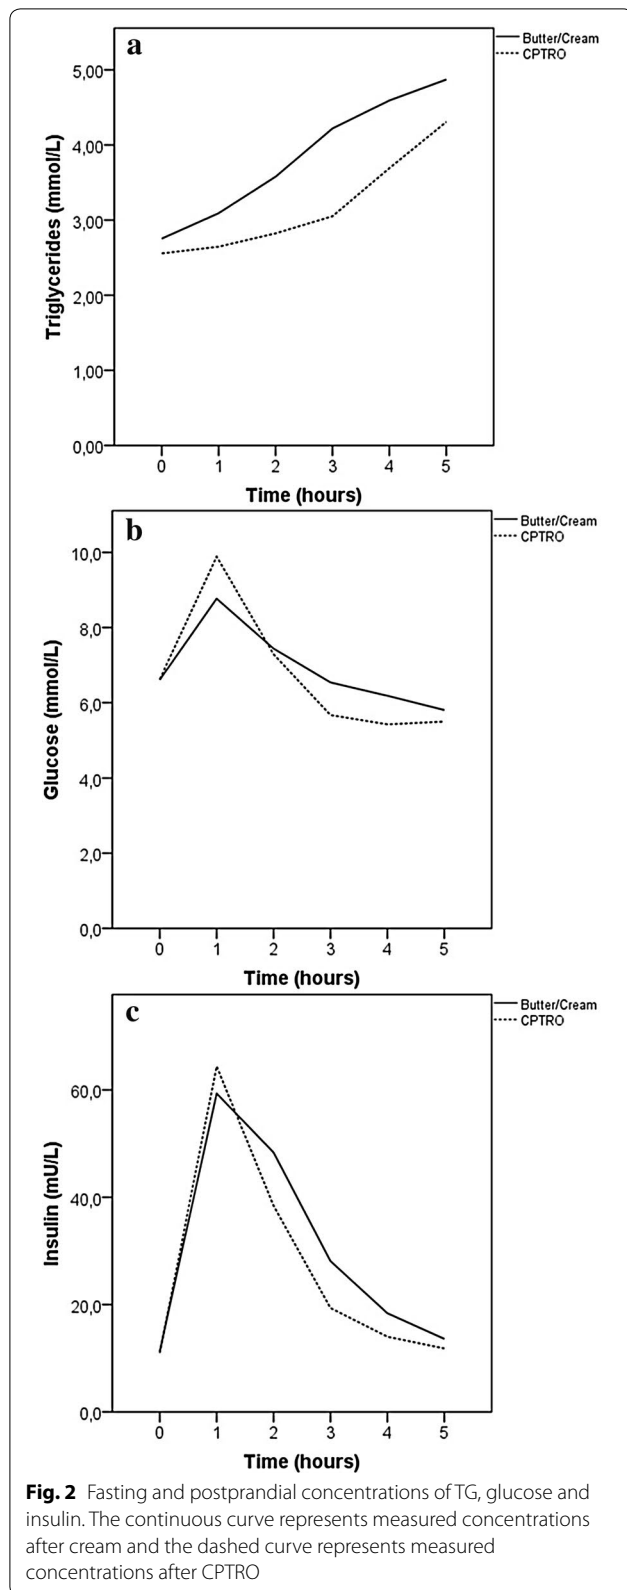 a
Butter/Cream
CPTRO
5,00
4,00
3,00
2,00
1,00
0,00
Triglycerides (mmol/L)
0 1 2 3 4 5
Time (hours)
b
Butter/Cream
CPTRO
10,0
8,0
6,0
4,0
2,0
0,0
Glucose (mmol/L)
0 1 2 3 4 5
Time (hours)
c
Butter/Cream
CPTRO
60,0
40,0
20,0
0,0
Insulin (mU/L)
0 1 2 3 4 5
Time (hours)
Fig. 2 Fasting and postprandial concentrations of TG, glucose and
insulin. The continuous curve represents measured concentrations
after cream and the dashed curve represents measured
concentrations after CPTRO